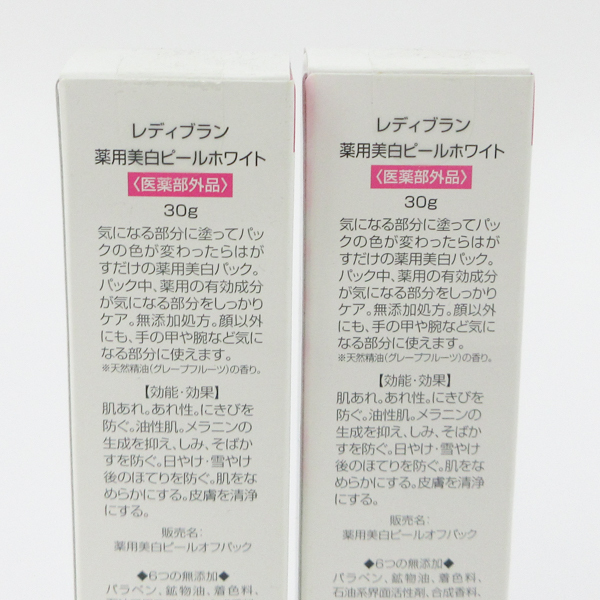 レディブラン
薬用美白ピールホワイト
〈医薬部外品〉
30g
気になる部分に塗ってパッ
クの色が変わったらはが
すだけの薬用美白パック。
パック中、薬用の有効成分
が気になる部分をしっかり
ケア。無添加処方。顔以外
にも、手の甲や腕など気に
なる部分に使えます。
※天然精油(グレープフルーツ)の香り。
【効能・効果】
肌あれ。あれ性。にきびを
防ぐ。油性肌。メラニンの
生成を抑え、しみ、そばか
すを防ぐ。日やけ・雪やけ
後のほてりを防ぐ。肌をな
めらかにする。皮膚を清浄
にする。
販売名：
薬用美白ピールオフパック
◆6つの無添加◆
パラベン、鉱物油、着色料、
レディブラン
薬用美白ピールホワイト
〈医薬部外品〉
30g
気になる部分に塗ってパッ
クの色が変わったらはが
すだけの薬用美白パック。
パック中、薬用の有効成分
が気になる部分をしっかり
ケア。無添加処方。顔以外
にも、手の甲や腕など気に
なる部分に使えます。
※天然精油(グレープフルーツ)の香り。
【効能・効果】
肌あれ。あれ性。にきびを
防ぐ。油性肌。メラニンの
生成を抑え、しみ、そばか
すを防ぐ。日やけ・雪やけ
後のほてりを防ぐ。肌をな
めらかにする。皮膚を清浄
にする。
販売名：
薬用美白ピールオフパック
◆6つの無添加◆
パラベン、鉱物油、着色料、
石油系界面活性剤、合成香料、